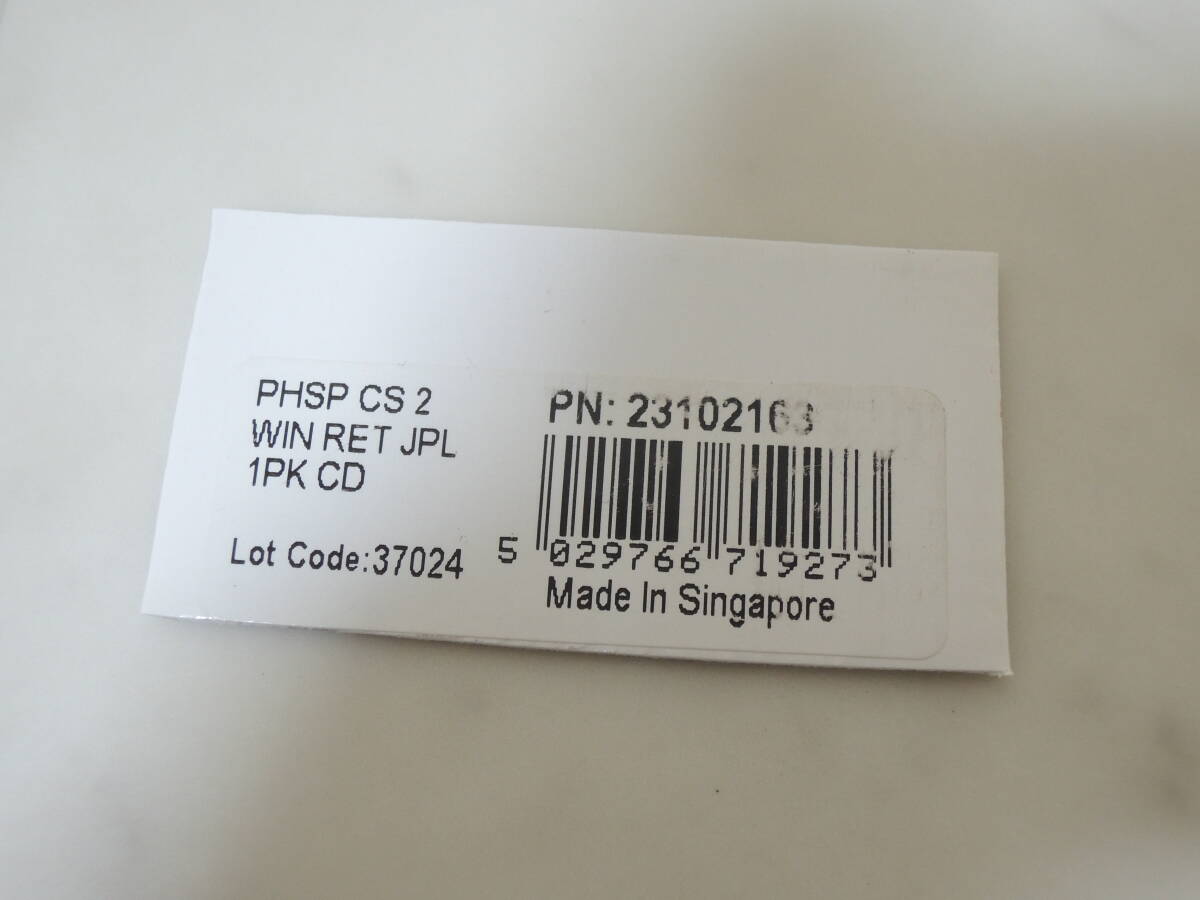 PHSP CS 2
WIN RET JPL
1PK CD
Lot Code:37024
PN: 23102163
5 029766 719273
Made In Singapore